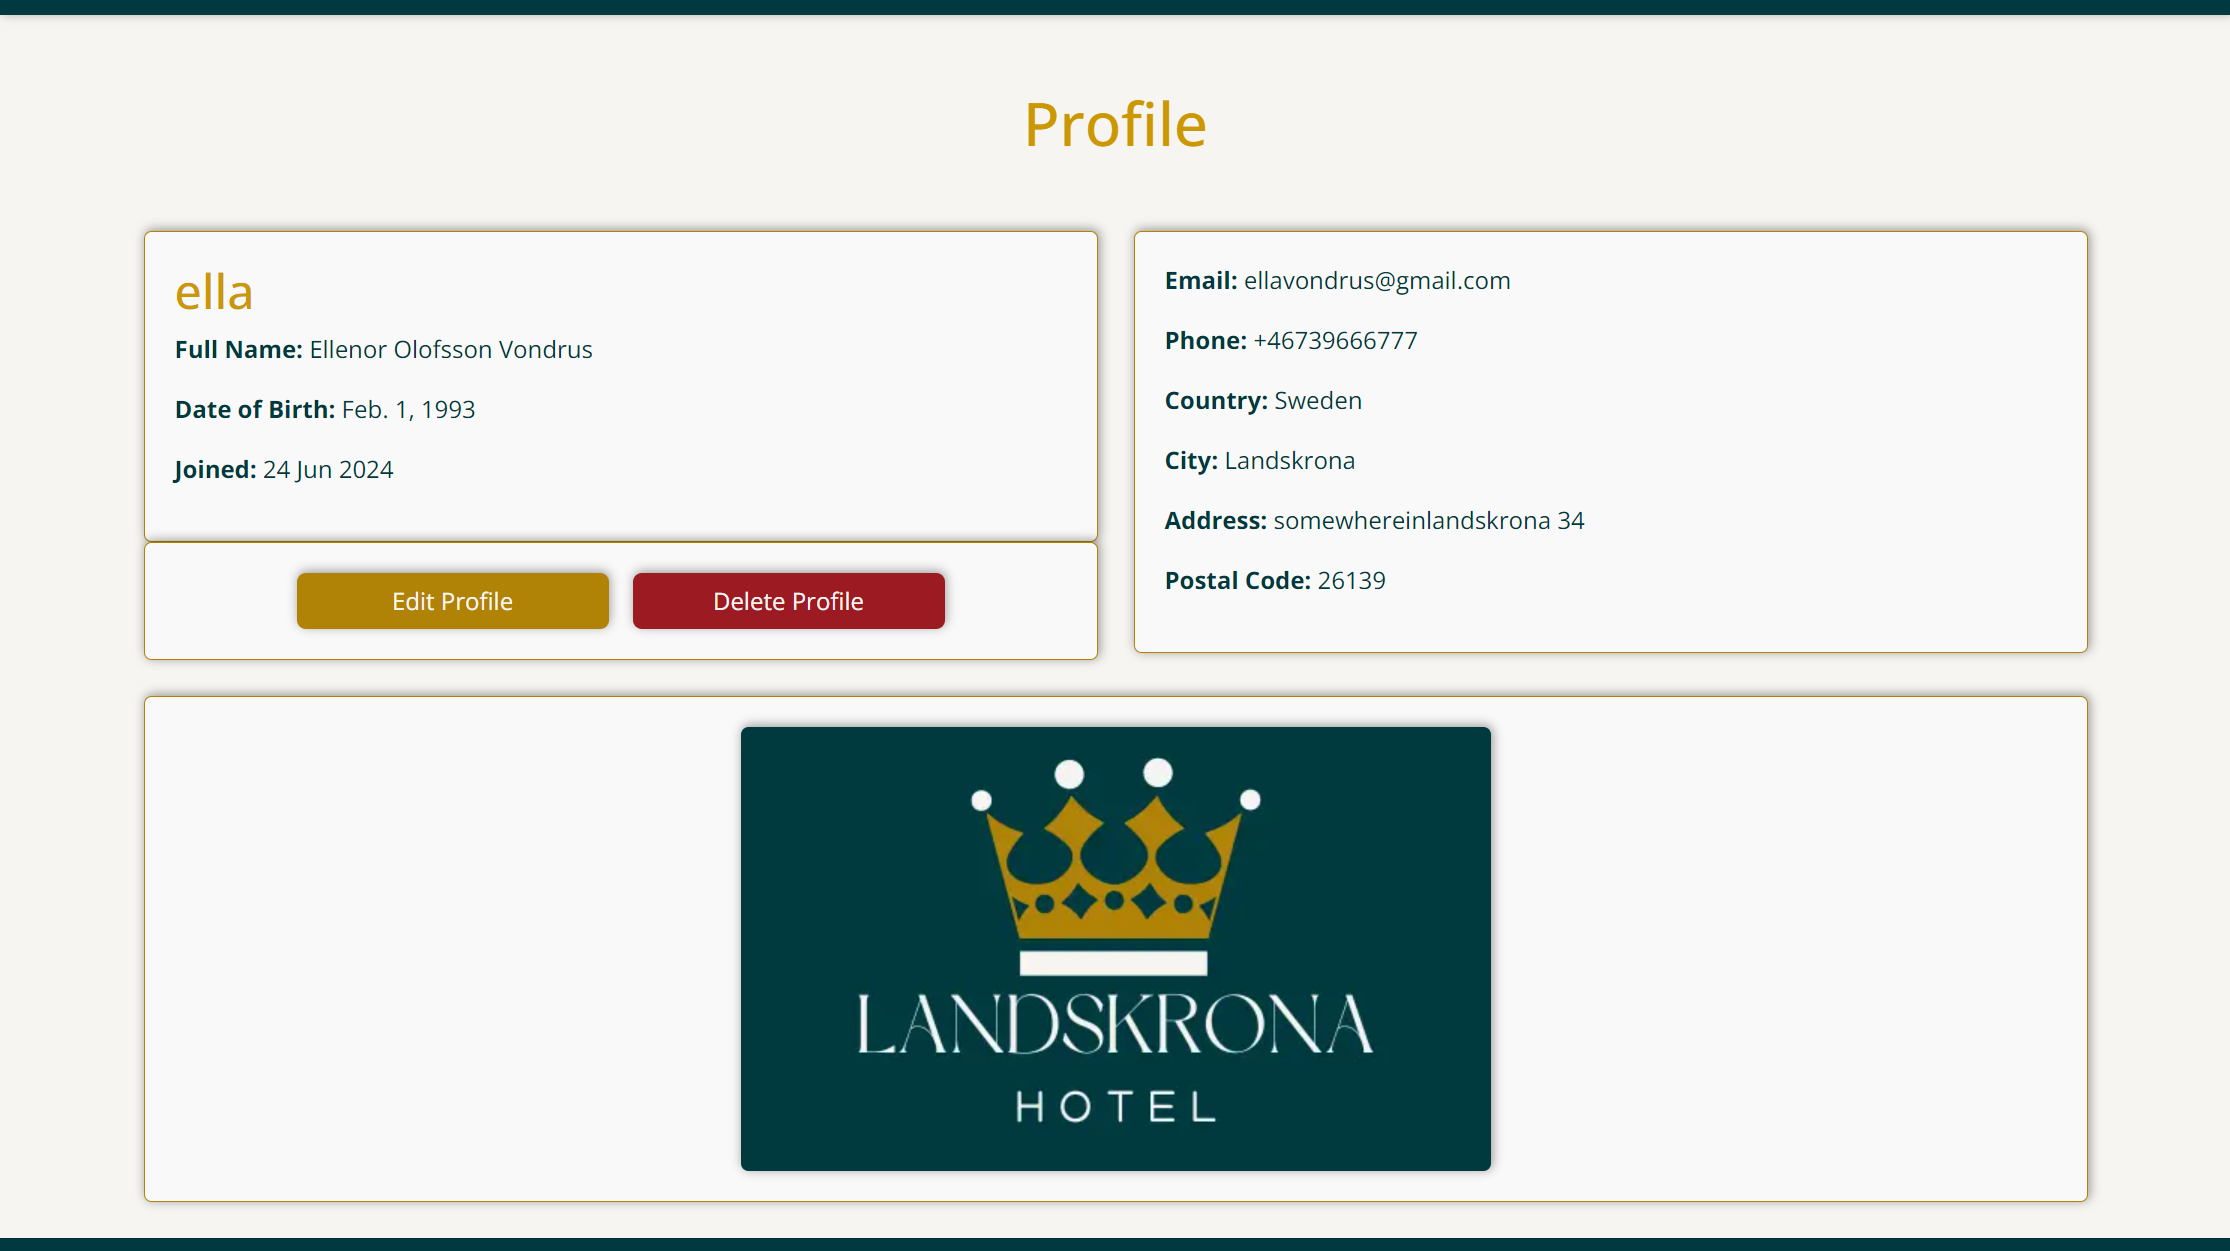 Profile
ella
Full Name: Ellenor Olofsson Vondrus
Date of Birth: Feb. 1, 1993
Joined: 24 Jun 2024
Edit Profile
Delete Profile
Email: ellavondrus@gmail.com
Phone: +46739666777
Country: Sweden
City: Landskrona
Address: somewhereinlandskrona 34
Postal Code: 26139
LANDSKRONA
HOTEL